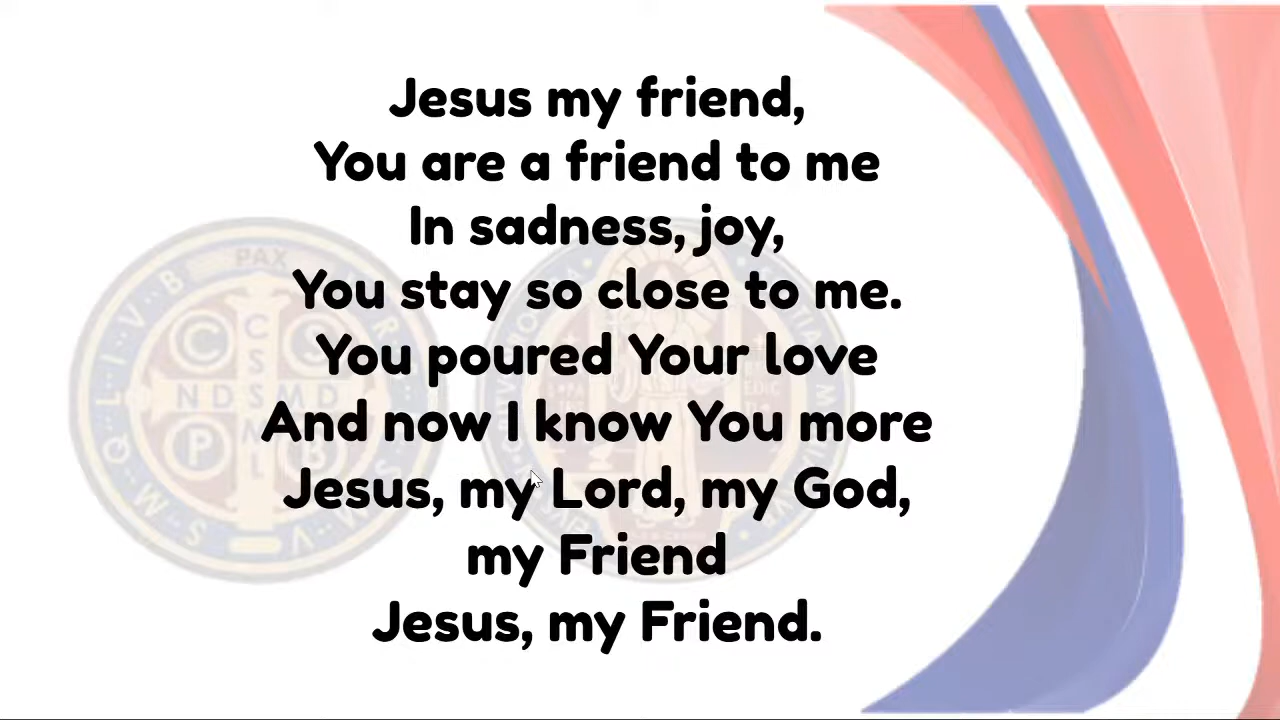 Jesus my friend,
You are a friend to me
In sadness, joy,
You stay so close to me.
You poured Your love
And now I know You more
Jesus, my Lord, my God,
my Friend
Jesus, my Friend.
PAX
C C
C
S
N D S M D
P B